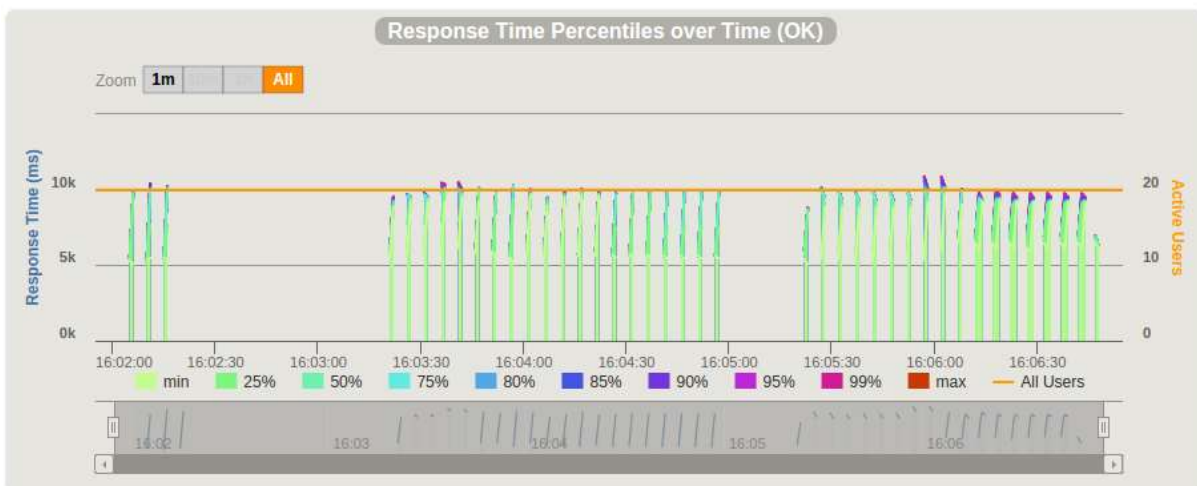 Response Time Percentiles over Time (OK)
Zoom 1m All
Response Time (ms)
10k
5k
0k
20
10
0
Active Users
16:02:00 16:02:30 16:03:00 16:03:30 16:04:00 16:04:30 16:05:00 16:05:30 16:06:00 16:06:30
min 25% 50% 75% 80% 85% 90% 95% 99% max All Users
16:02 16:03 16:04 16:05 16:06